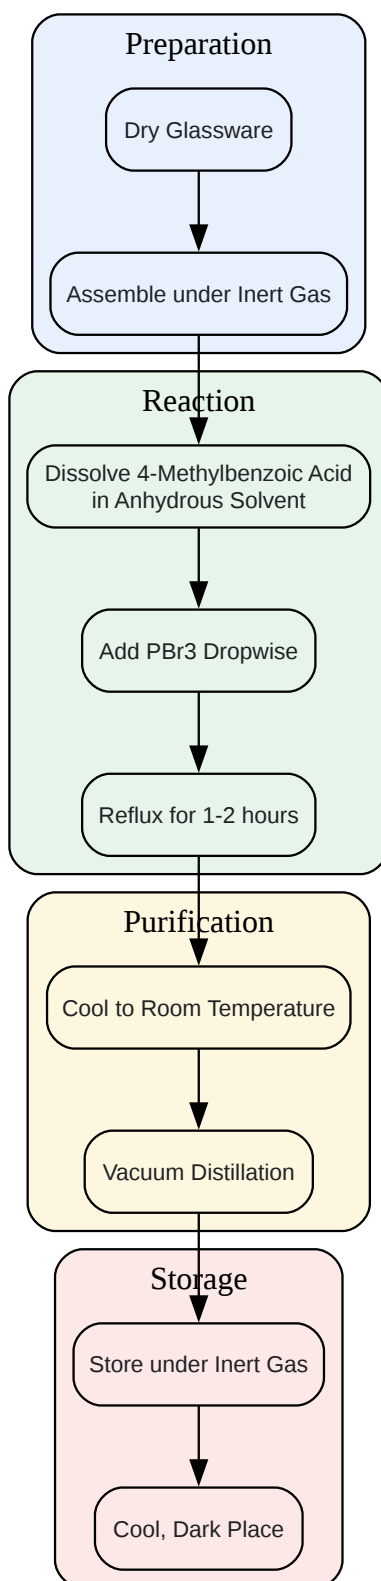 Preparation
Dry Glassware
Assemble under Inert Gas
Reaction
Dissolve 4-Methylbenzoic Acid
in Anhydrous Solvent
Add PBr3 Dropwise
Reflux for 1-2 hours
Purification
Cool to Room Temperature
Vacuum Distillation
Storage
Store under Inert Gas
Cool, Dark Place